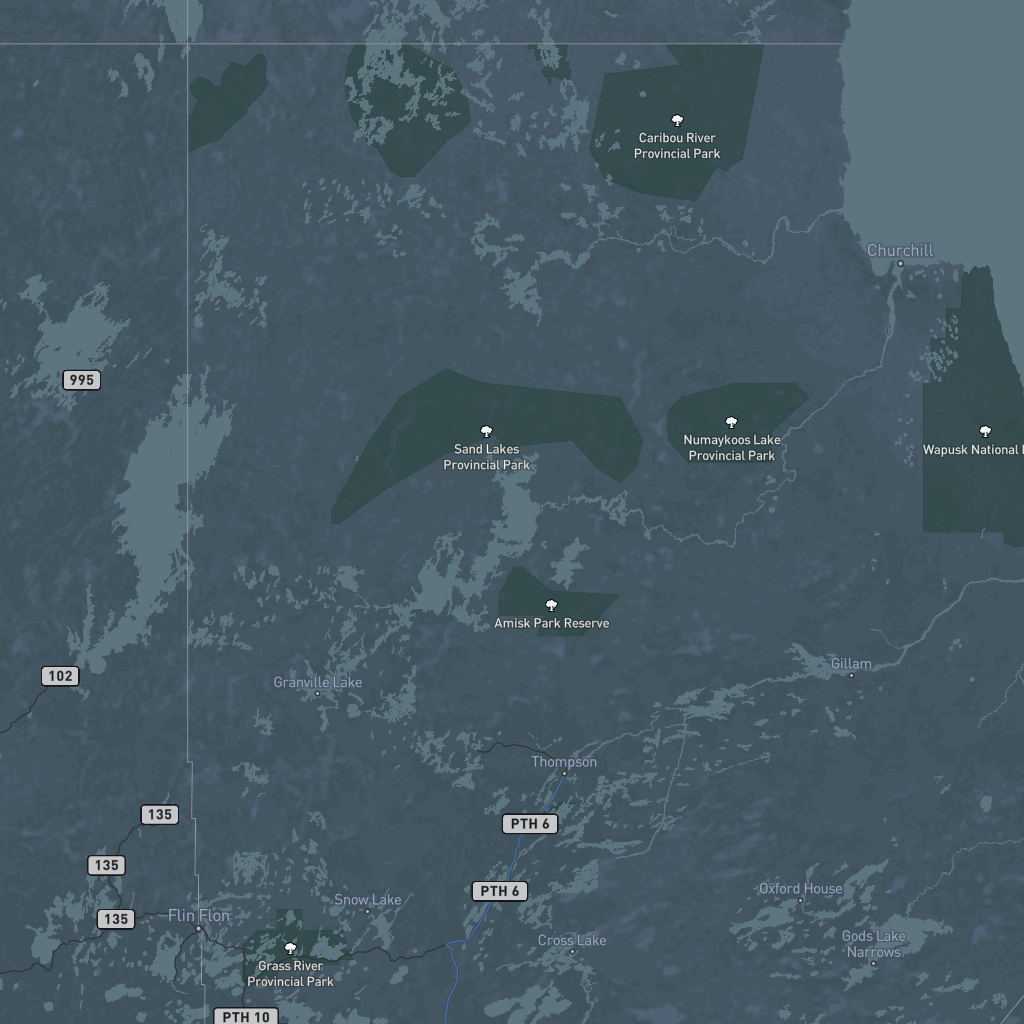 Caribou River
Provincial Park
Churchill
995
Sand Lakes
Provincial Park
Numaykoos Lake
Provincial Park
Wapusk National
Amisk Park Reserve
102
Granville Lake
Gillam
Thompson
135
PTH 6
135
PTH 6
Snow Lake
Oxford House
135
Flin Flon
Cross Lake
Gods Lake
Narrows
Grass River
Provincial Park
PTH 10